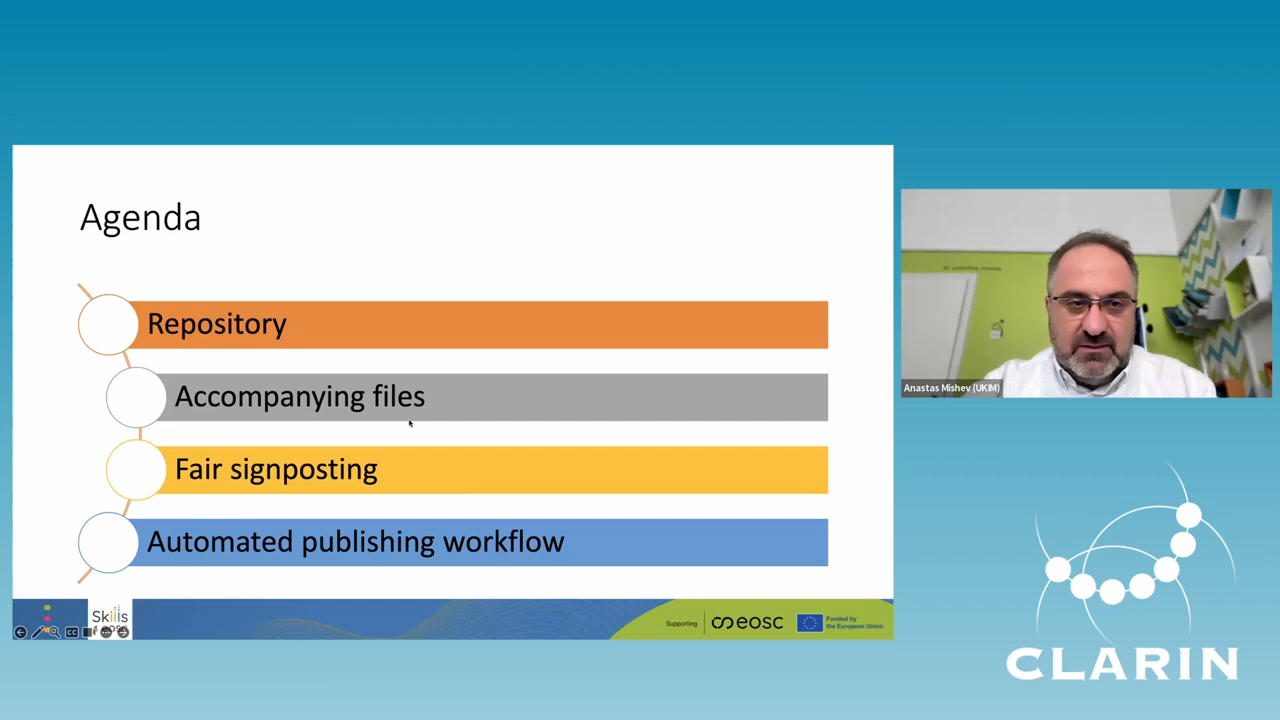 Agenda
Repository
Accompanying files
Fair signposting
Automated publishing workflow
Skills
Supporting
eosc
Funded by
the European Union
Anastas Mishev (UKIM)
CLARIN